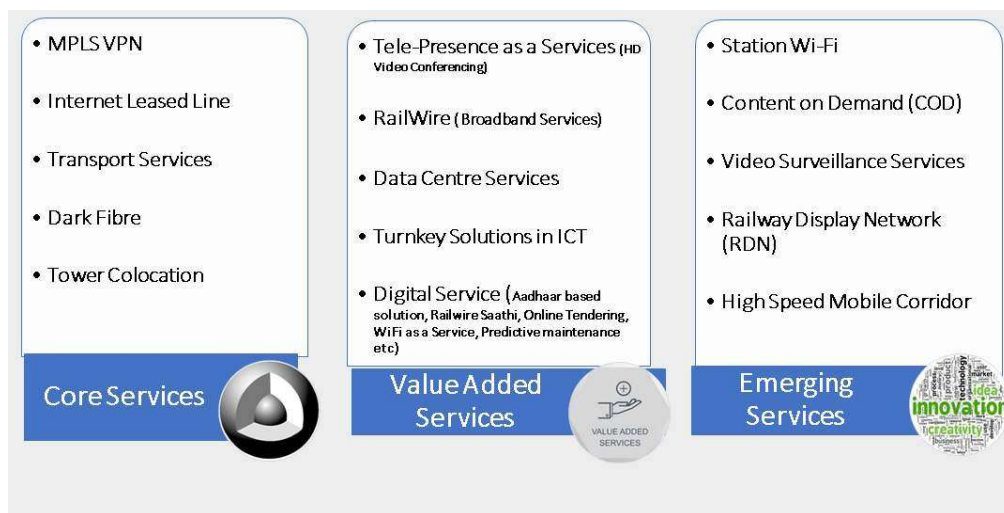 • MPLS VPN
• Internet Leased Line
• Transport Services
• Dark Fibre
• Tower Colocation
Core Services
• Tele-Presence as a Services (HD
Video Conferencing)
• RailWire (Broadband Services)
• Data Centre Services
• Turnkey Solutions in ICT
• Digital Service (Aadhaar based
solution, Railwire Saathi, Online Tendering,
WiFi as a Service, Predictive maintenance
etc)
Value Added
Services
VALUE ADDED
SERVICES
• Station Wi-Fi
• Content on Demand (COD)
• Video Surveillance Services
• Railway Display Network
(RDN)
• High Speed Mobile Corridor
Emerging
Services
technology
market
idea
innovation
creativity
business